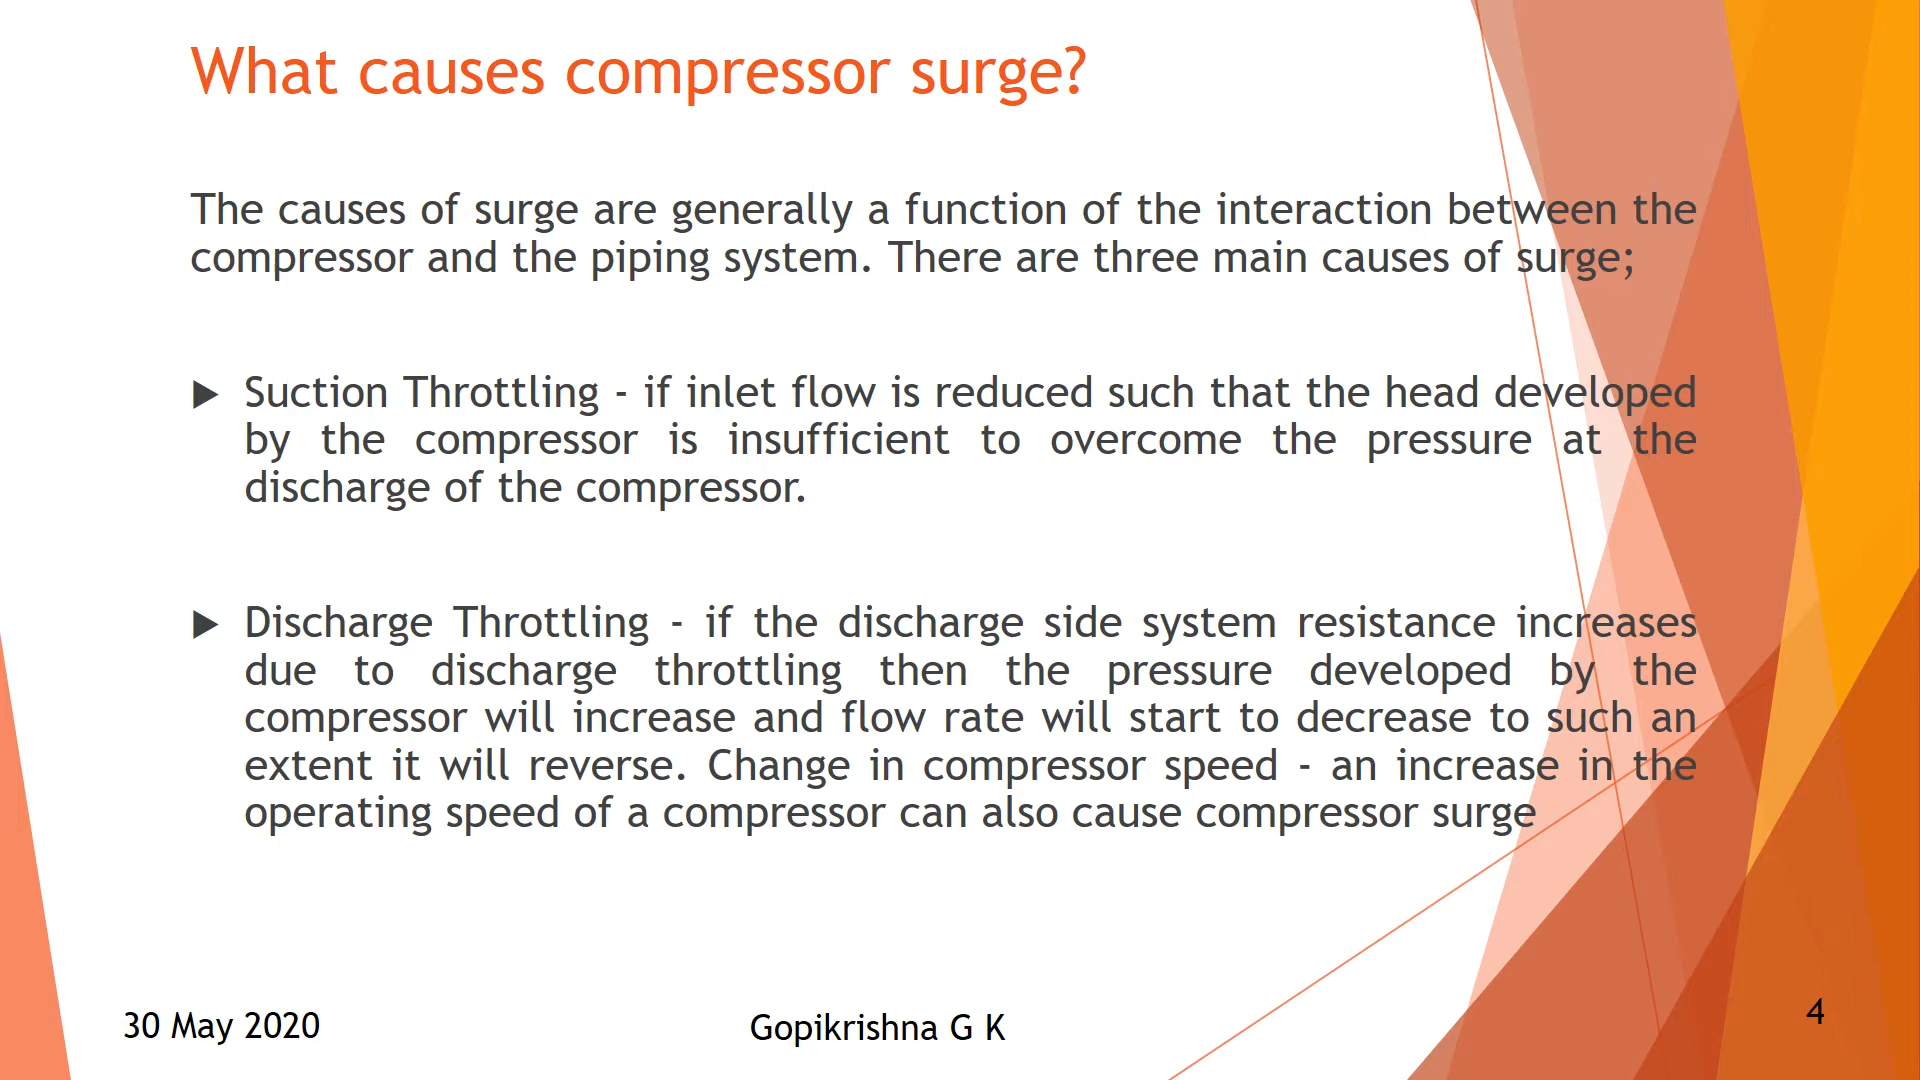 What causes compressor surge?
The causes of surge are generally a function of the interaction between the
compressor and the piping system. There are three main causes of surge;
Suction Throttling - if inlet flow is reduced such that the head developed
by the compressor is insufficient to overcome the pressure at the
discharge of the compressor.
Discharge Throttling - if the discharge side system resistance increases
due to discharge throttling then the pressure developed by the
compressor will increase and flow rate will start to decrease to such an
extent it will reverse. Change in compressor speed - an increase in the
operating speed of a compressor can also cause compressor surge
30 May 2020
Gopikrishna G K
4